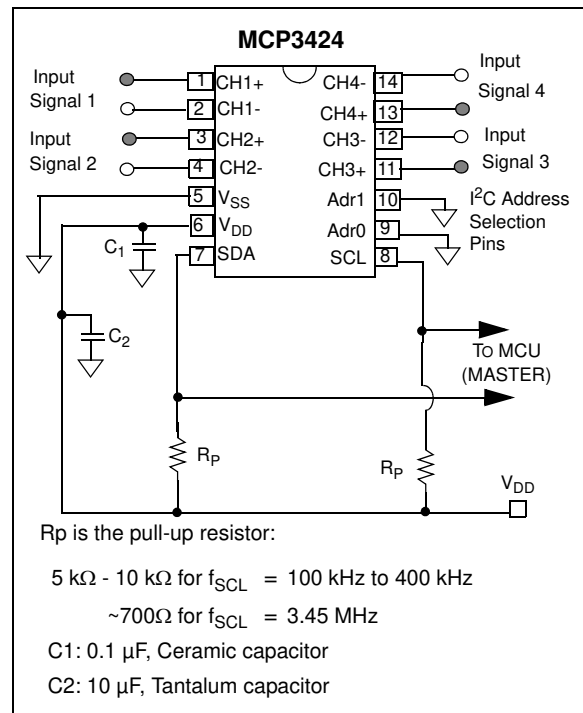 MCP3424
Input
Signal 1
Input
Signal 2
1 CH1+
2 CH1-
3 CH2+
4 CH2-
5 VSS
6 VDD
7 SDA
CH4- 14
CH4+ 13
CH3- 12
CH3+ 11
Adr1 10
Adr0 9
SCL 8
Input
Signal 4
Input
Signal 3
I²C Address
Selection
Pins
C1
C2
TO MCU
(MASTER)
RP
RP
VDD
Rp is the pull-up resistor:
5 kΩ - 10 kΩ for fSCL = 100 kHz to 400 kHz
~700Ω for fSCL = 3.45 MHz
C1: 0.1 µF, Ceramic capacitor
C2: 10 µF, Tantalum capacitor